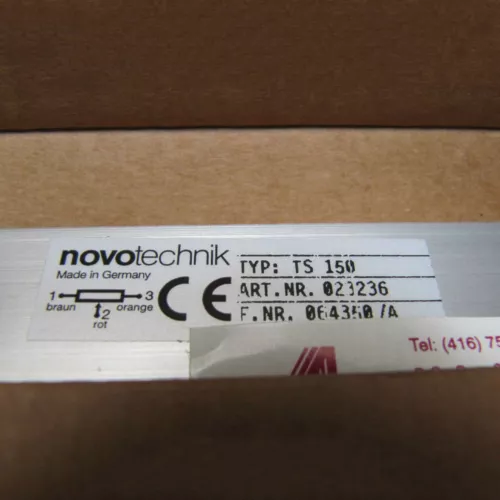 novotechnik
Made in Germany
1 3
braun 2 orange
rot
CE
TYP: TS 150
ART.NR. 023236
F.NR. 064350/A
Tel: (416) 75